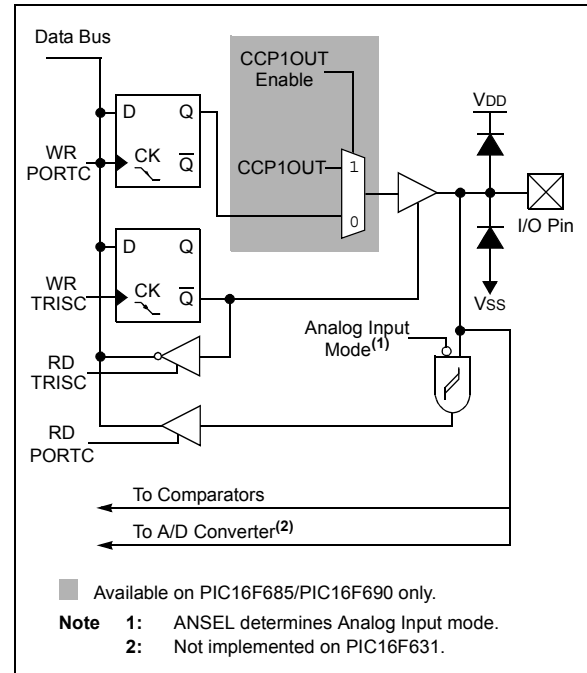 Data Bus
CCP1OUT
Enable
VDD
D Q
WR
PORTC
CK Q
CCP1OUT
1
0
I/O Pin
D Q
WR
TRISC
CK Q
VSS
Analog Input
Mode(1)
RD
TRISC
RD
PORTC
To Comparators
To A/D Converter(2)
Available on PIC16F685/PIC16F690 only.
Note 1: ANSEL determines Analog Input mode.
2: Not implemented on PIC16F631.